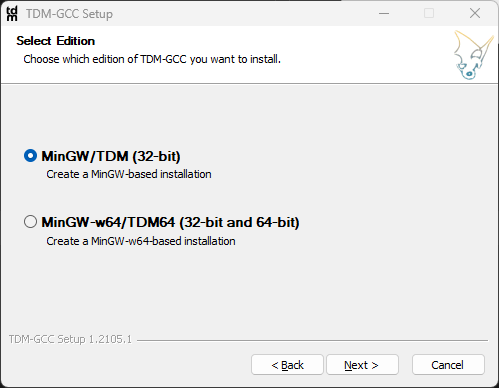 tdm TDM-GCC Setup
Select Edition
Choose which edition of TDM-GCC you want to install.
MinGW/TDM (32-bit)
Create a MinGW-based installation
MinGW-w64/TDM64 (32-bit and 64-bit)
Create a MinGW-w64-based installation
TDM-GCC Setup 1.2105.1
< Back Next > Cancel